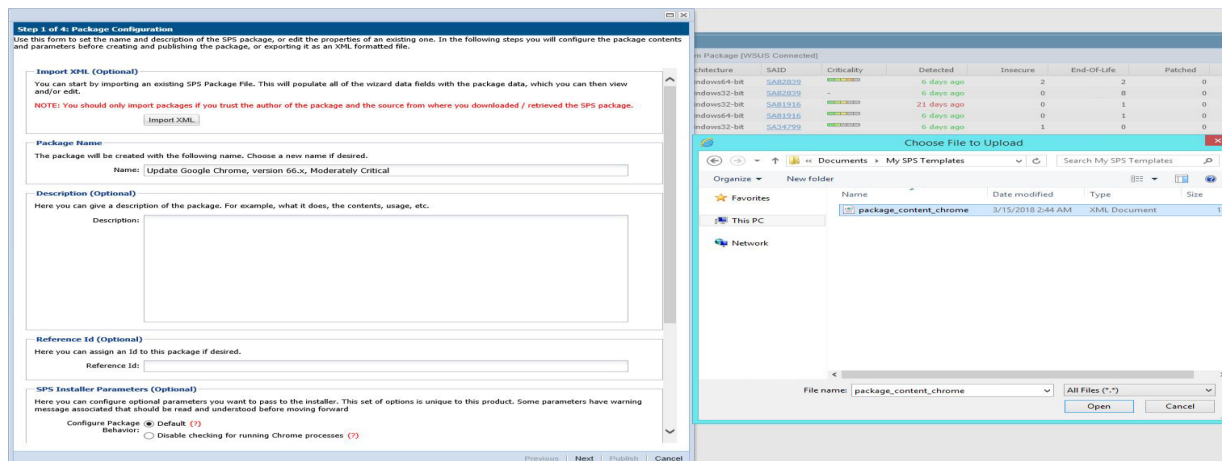 Step 1 of 4: Package Configuration
Use this form to set the name and description of the SPS package, or edit the properties of an existing one. In the following steps you will configure the package contents
and parameters before creating and publishing the package, or exporting it as an XML formatted file.
Import XML (Optional)
You can start by importing an existing SPS Package File. This will populate all of the wizard data fields with the package data, which you can then view
and/or edit.
NOTE: You should only import packages if you trust the author of the package and the source from where you downloaded / retrieved the SPS package.
Import XML
Package Name
The package will be created with the following name. Choose a new name if desired.
Name: Update Google Chrome, version 66.x, Moderately Critical
Description (Optional)
Here you can give a description of the package. For example, what it does, the contents, usage, etc.
Description:
Reference Id (Optional)
Here you can assign an Id to this package if desired.
Reference Id:
SPS Installer Parameters (Optional)
Here you can configure optional parameters you want to pass to the installer. This set of options is unique to this product. Some parameters have warning
message associated that should be read and understood before moving forward
Configure Package Behavior: Default (?)
Disable checking for running Chrome processes (?)
Previous Next Publish Cancel
m Package [WSUS Connected]
chitecture SAID Criticality Detected Insecure End-Of-Life Patched
indows64-bit SA82839 6 days ago 2 2 0
indows32-bit SA82839 - 6 days ago 0 8 0
indows32-bit SA81916 21 days ago 0 1 0
indows64-bit SA81916 6 days ago 0 1 0
indows32-bit SA34799 6 days ago 1 0 0
Choose File to Upload
« Documents My SPS Templates Search My SPS Templates
Organize New folder
Name Date modified Type Size
Favorites
This PC
Network
package_content_chrome 3/15/2018 2:44 AM XML Document 1
File name: package_content_chrome All Files (*.*)
Open Cancel